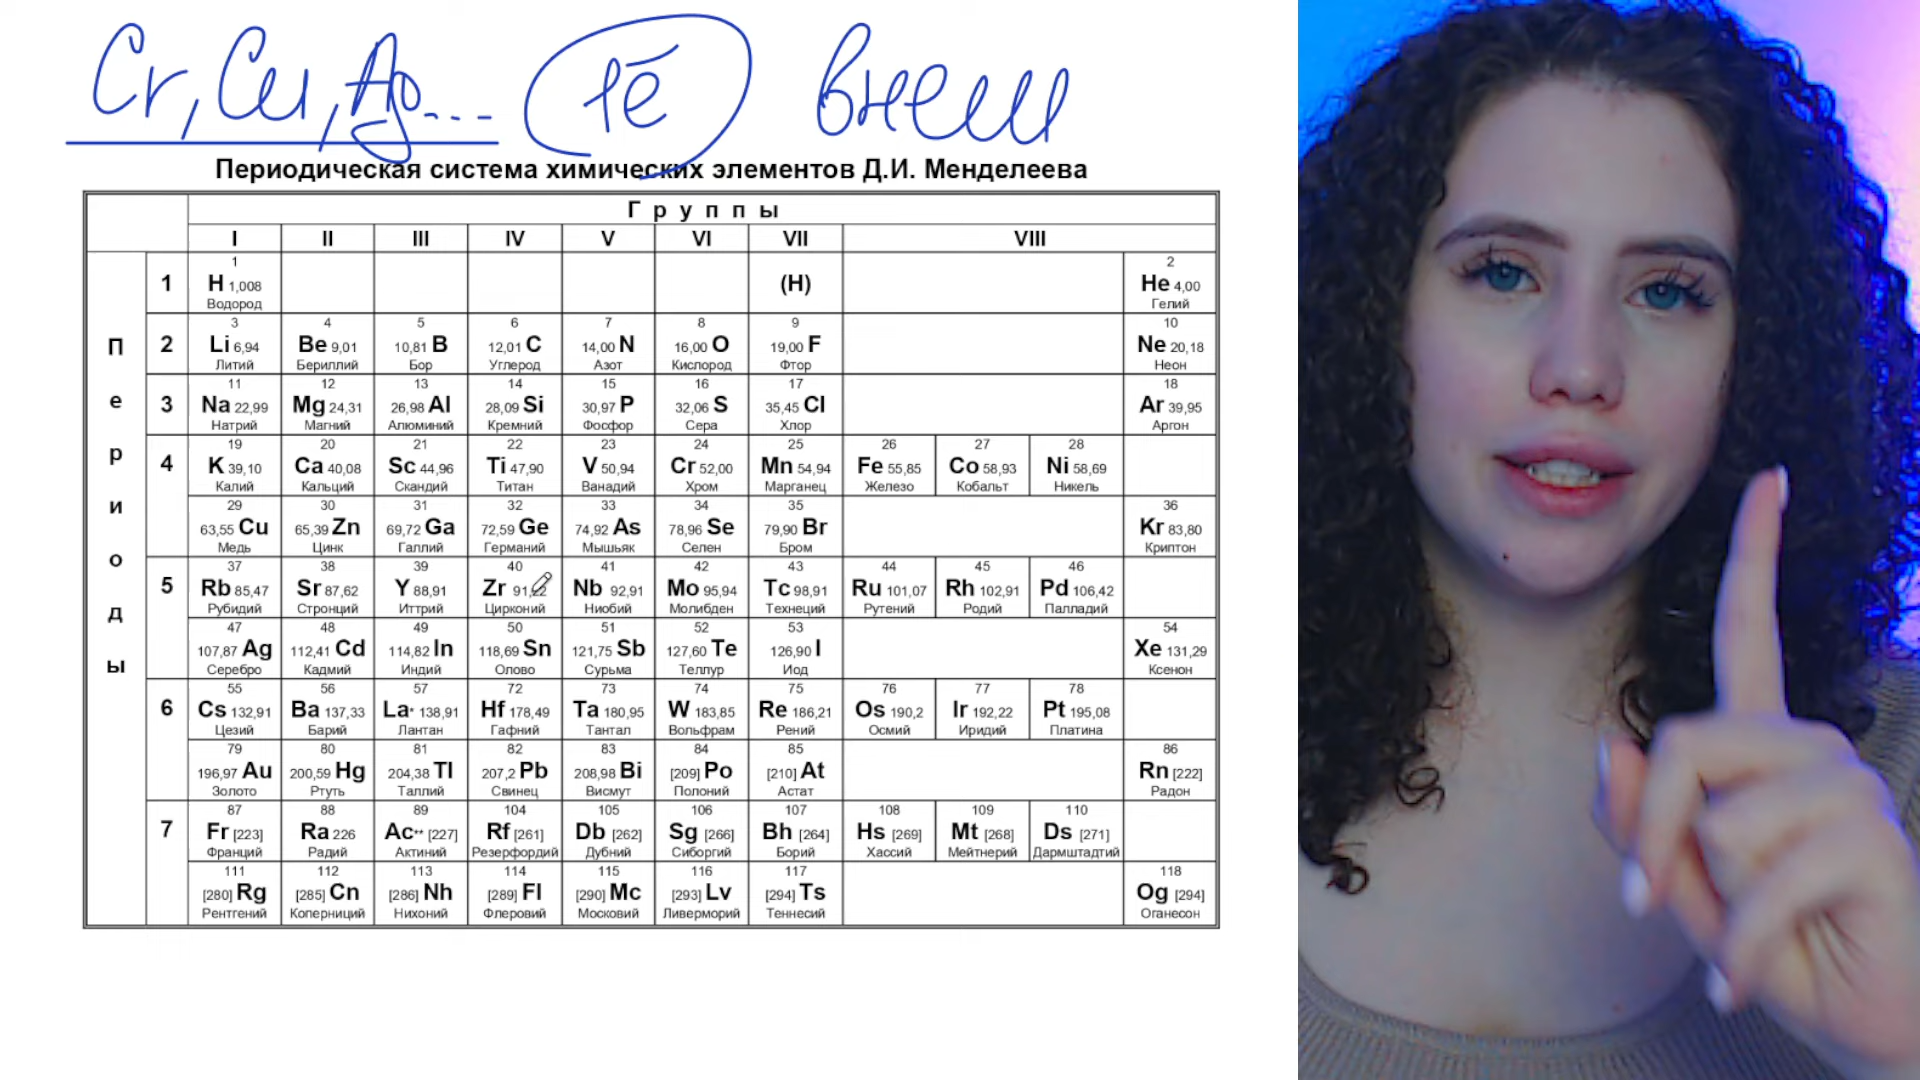 Cr, Cu, Ag... 1ē внеш
Периодическая система химических элементов Д.И. Менделеева
Группы
I II III IV V VI VII VIII
Периоды
1 2
1 H 1,008 (H) He 4,00
Водород Гелий
3 4 5 6 7 8 9 10
2 Li 6,94 Be 9,01 10,81 B 12,01 C 14,00 N 16,00 O 19,00 F Ne 20,18
Литий Бериллий Бор Углерод Азот Кислород Фтор Неон
11 12 13 14 15 16 17 18
3 Na 22,99 Mg 24,31 26,98 Al 28,09 Si 30,97 P 32,06 S 35,45 Cl Ar 39,95
Натрий Магний Алюминий Кремний Фосфор Сера Хлор Аргон
19 20 21 22 23 24 25 26 27 28
4 K 39,10 Ca 40,08 Sc 44,96 Ti 47,90 V 50,94 Cr 52,00 Mn 54,94 Fe 55,85 Co 58,93 Ni 58,69
Калий Кальций Скандий Титан Ванадий Хром Марганец Железо Кобальт Никель
29 30 31 32 33 34 35 36
63,55 Cu 65,39 Zn 69,72 Ga 72,59 Ge 74,92 As 78,96 Se 79,90 Br Kr 83,80
Медь Цинк Галлий Германий Мышьяк Селен Бром Криптон
37 38 39 40 41 42 43 44 45 46
5 Rb 85,47 Sr 87,62 Y 88,91 Zr 91,22 Nb 92,91 Mo 95,94 Tc 98,91 Ru 101,07 Rh 102,91 Pd 106,42
Рубидий Стронций Иттрий Цирконий Ниобий Молибден Технеций Рутений Родий Палладий
47 48 49 50 51 52 53 54
107,87 Ag 112,41 Cd 114,82 In 118,69 Sn 121,75 Sb 127,60 Te 126,90 I Xe 131,29
Серебро Кадмий Индий Олово Сурьма Теллур Иод Ксенон
55 56 57 72 73 74 75 76 77 78
6 Cs 132,91 Ba 137,33 La* 138,91 Hf 178,49 Ta 180,95 W 183,85 Re 186,21 Os 190,2 Ir 192,22 Pt 195,08
Цезий Барий Лантан Гафний Тантал Вольфрам Рений Осмий Иридий Платина
79 80 81 82 83 84 85 86
196,97 Au 200,59 Hg 204,38 Tl 207,2 Pb 208,98 Bi [209] Po [210] At Rn [222]
Золото Ртуть Таллий Свинец Висмут Полоний Астат Радон
87 88 89 104 105 106 107 108 109 110
7 Fr [223] Ra 226 Ac** [227] Rf [261] Db [262] Sg [266] Bh [264] Hs [269] Mt [268] Ds [271]
Франций Радий Актиний Резерфордий Дубний Сиборгий Борий Хассий Мейтнерий Дармштадтий
111 112 113 114 115 116 117 118
[280] Rg [285] Cn [286] Nh [289] Fl [290] Mc [293] Lv [294] Ts Og [294]
Рентгений Коперниций Нихоний Флеровий Московий Ливерморий Теннесий Оганесон